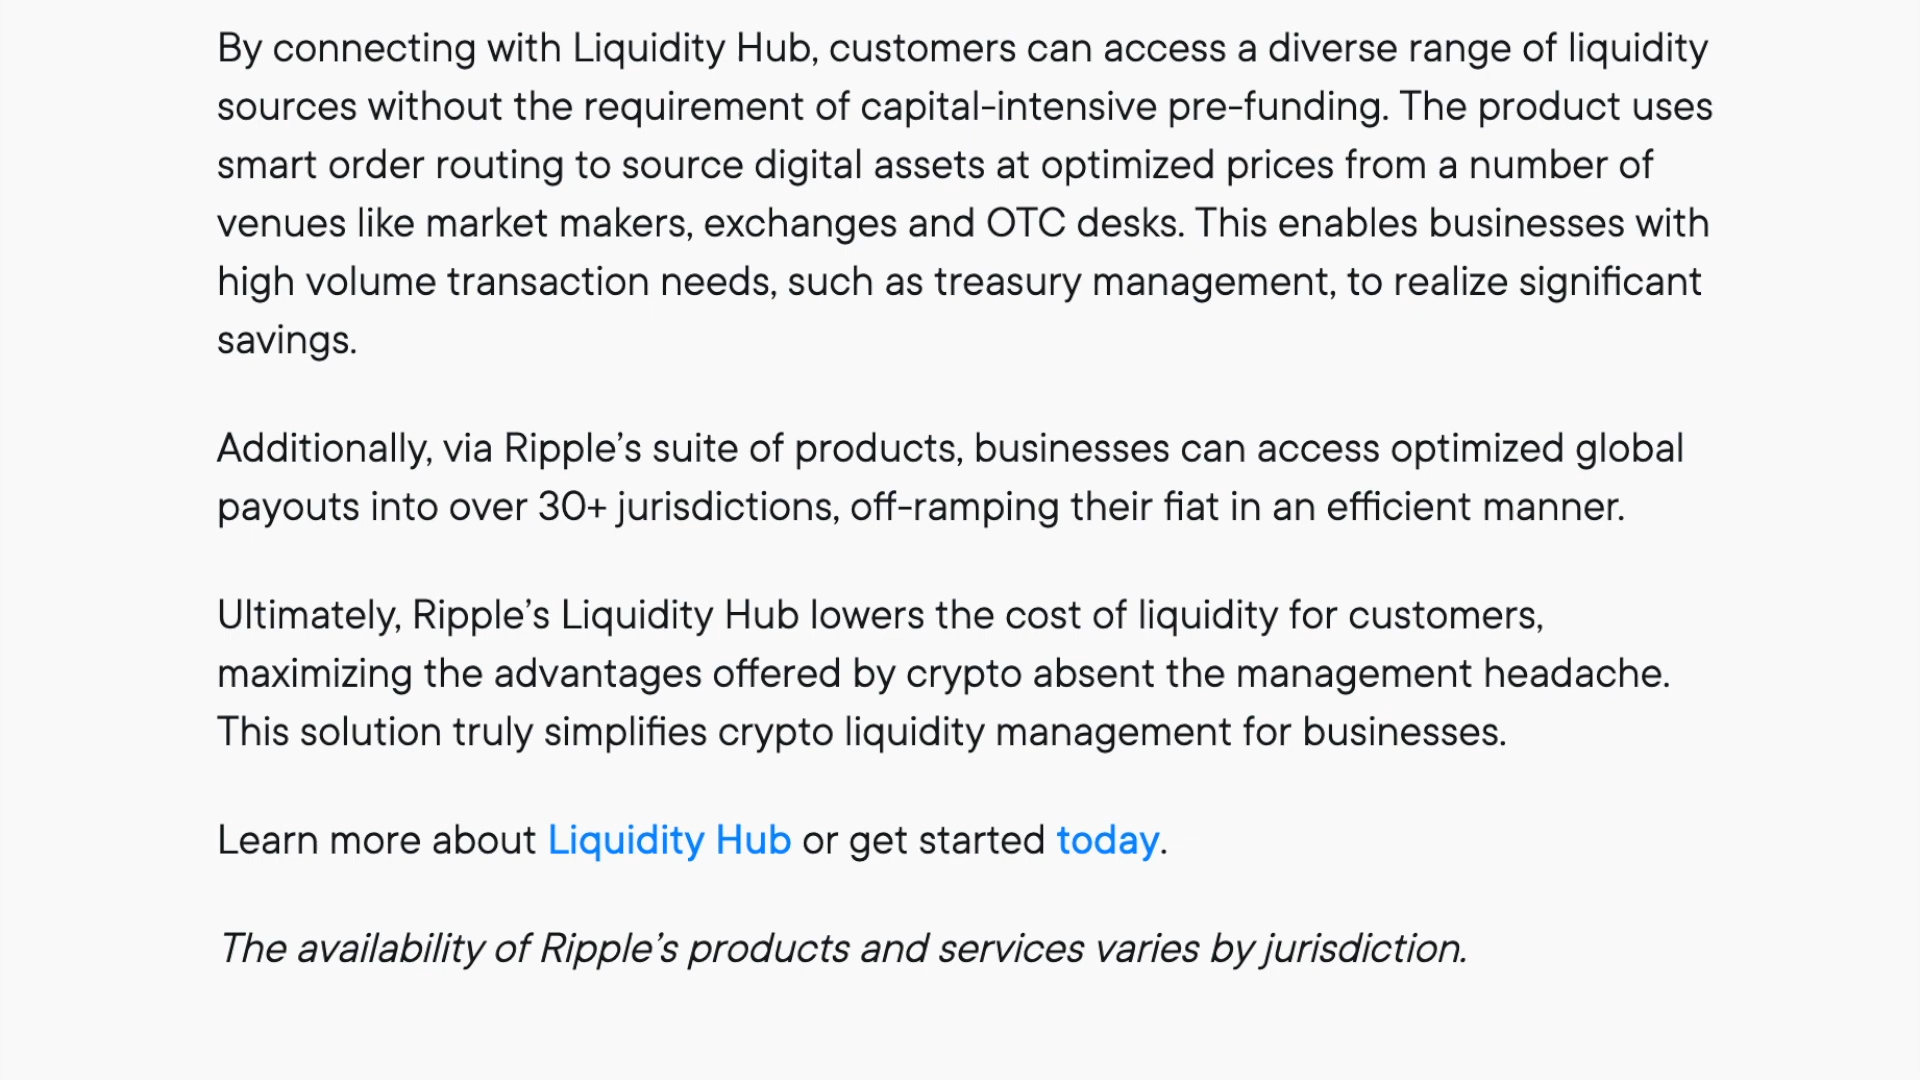 By connecting with Liquidity Hub, customers can access a diverse range of liquidity
sources without the requirement of capital-intensive pre-funding. The product uses
smart order routing to source digital assets at optimized prices from a number of
venues like market makers, exchanges and OTC desks. This enables businesses with
high volume transaction needs, such as treasury management, to realize significant
savings.
Additionally, via Ripple’s suite of products, businesses can access optimized global
payouts into over 30+ jurisdictions, off-ramping their fiat in an efficient manner.
Ultimately, Ripple’s Liquidity Hub lowers the cost of liquidity for customers,
maximizing the advantages offered by crypto absent the management headache.
This solution truly simplifies crypto liquidity management for businesses.
Learn more about Liquidity Hub or get started today.
The availability of Ripple’s products and services varies by jurisdiction.